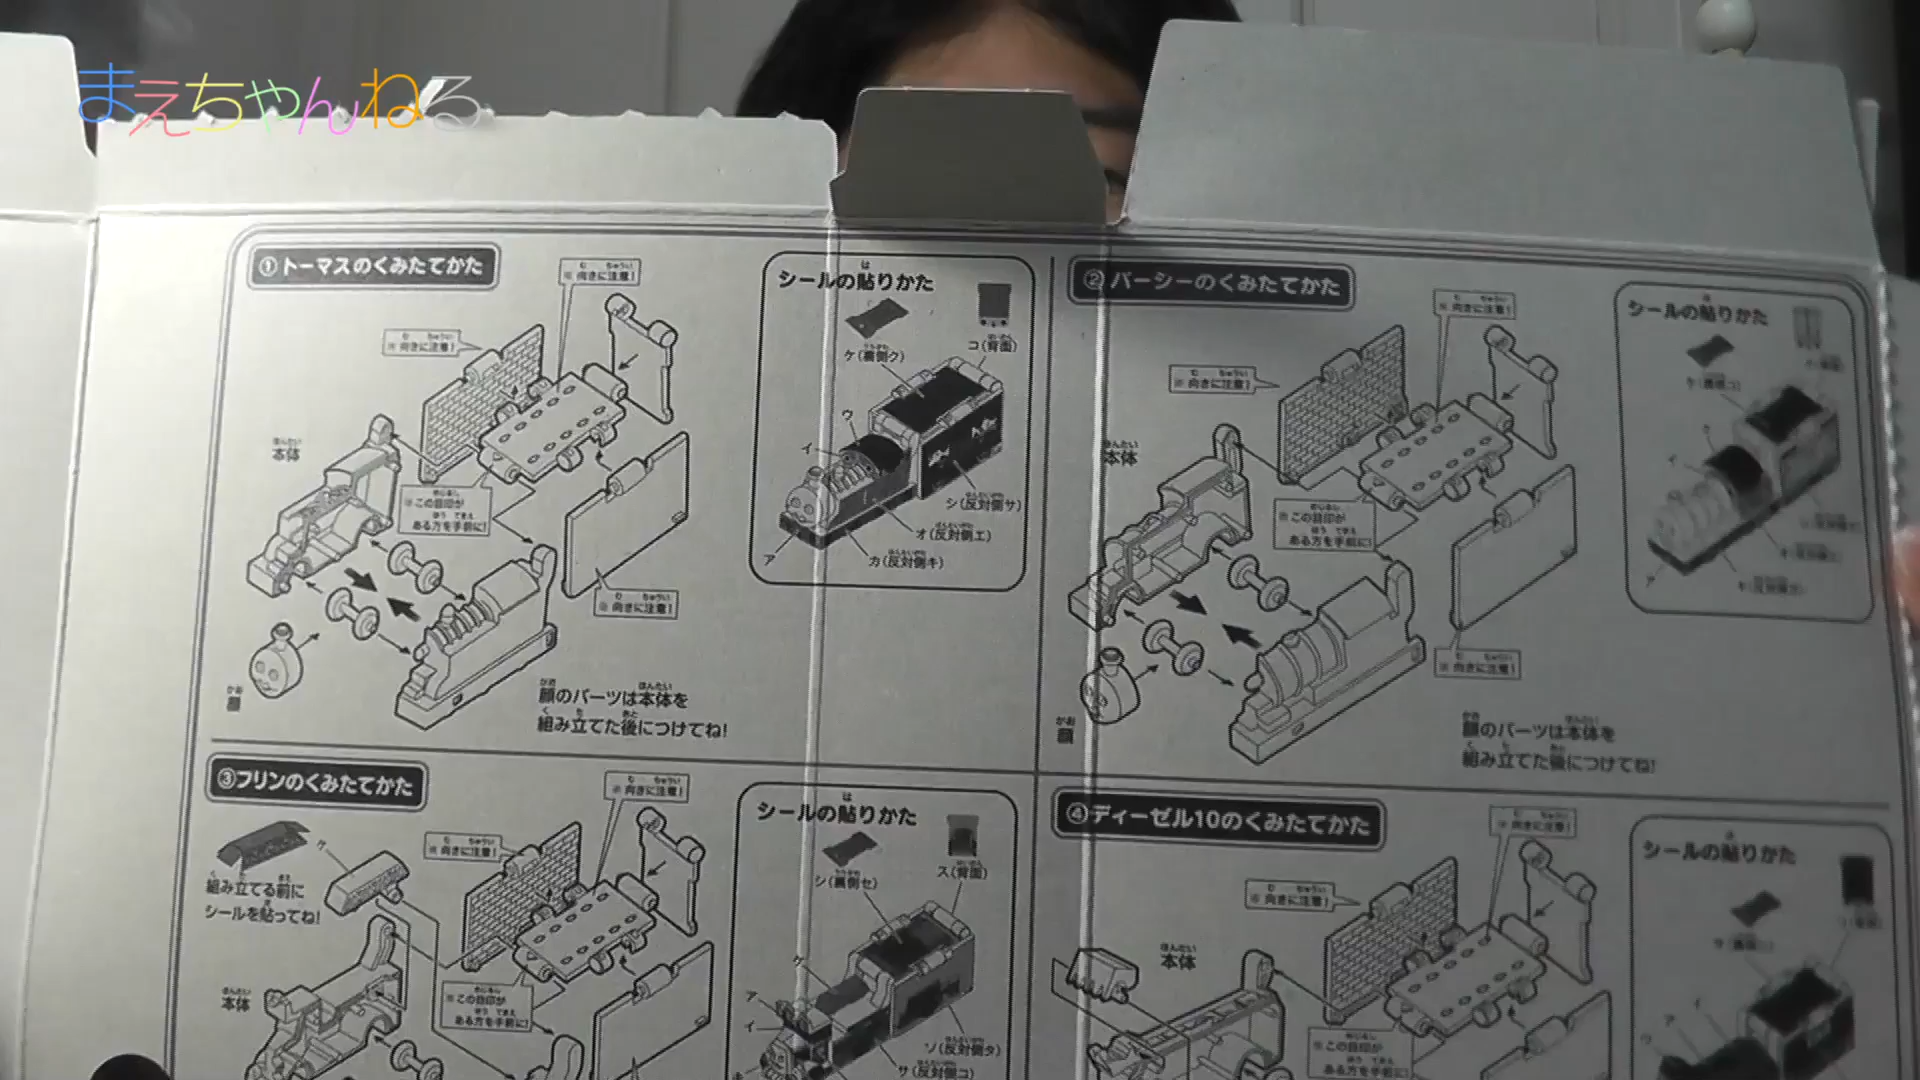 まえちゃんねる
①トーマスのくみたてかた
※向きに注意!
※向きに注意!
本体
※この目印が
ある方を手前に!
※向きに注意!
顔
顔のパーツは本体を
組み立てた後につけてね!
シールの貼りかた
ケ(裏側ク)
コ(背面)
ウ
イ
シ(反対側サ)
オ(反対側エ)
カ(反対側キ)
ア
②パーシーのくみたてかた
※向きに注意!
※向きに注意!
本体
※この目印が
ある方を手前に!
※向きに注意!
顔
顔のパーツは本体を
組み立てた後につけてね!
シールの貼りかた
イ
ア
③フリンのくみたてかた
※向きに注意!
※向きに注意!
組み立てる前に
シールを貼ってね!
本体
※この目印が
ある方を手前に!
シールの貼りかた
シ(裏側セ)
ス(背面)
ア
イ
ソ(反対側タ)
サ(反対側コ)
④ディーゼル10のくみたてかた
※向きに注意!
※向きに注意!
本体
※この目印が
ある方を手前に!
シールの貼りかた
イ
ア